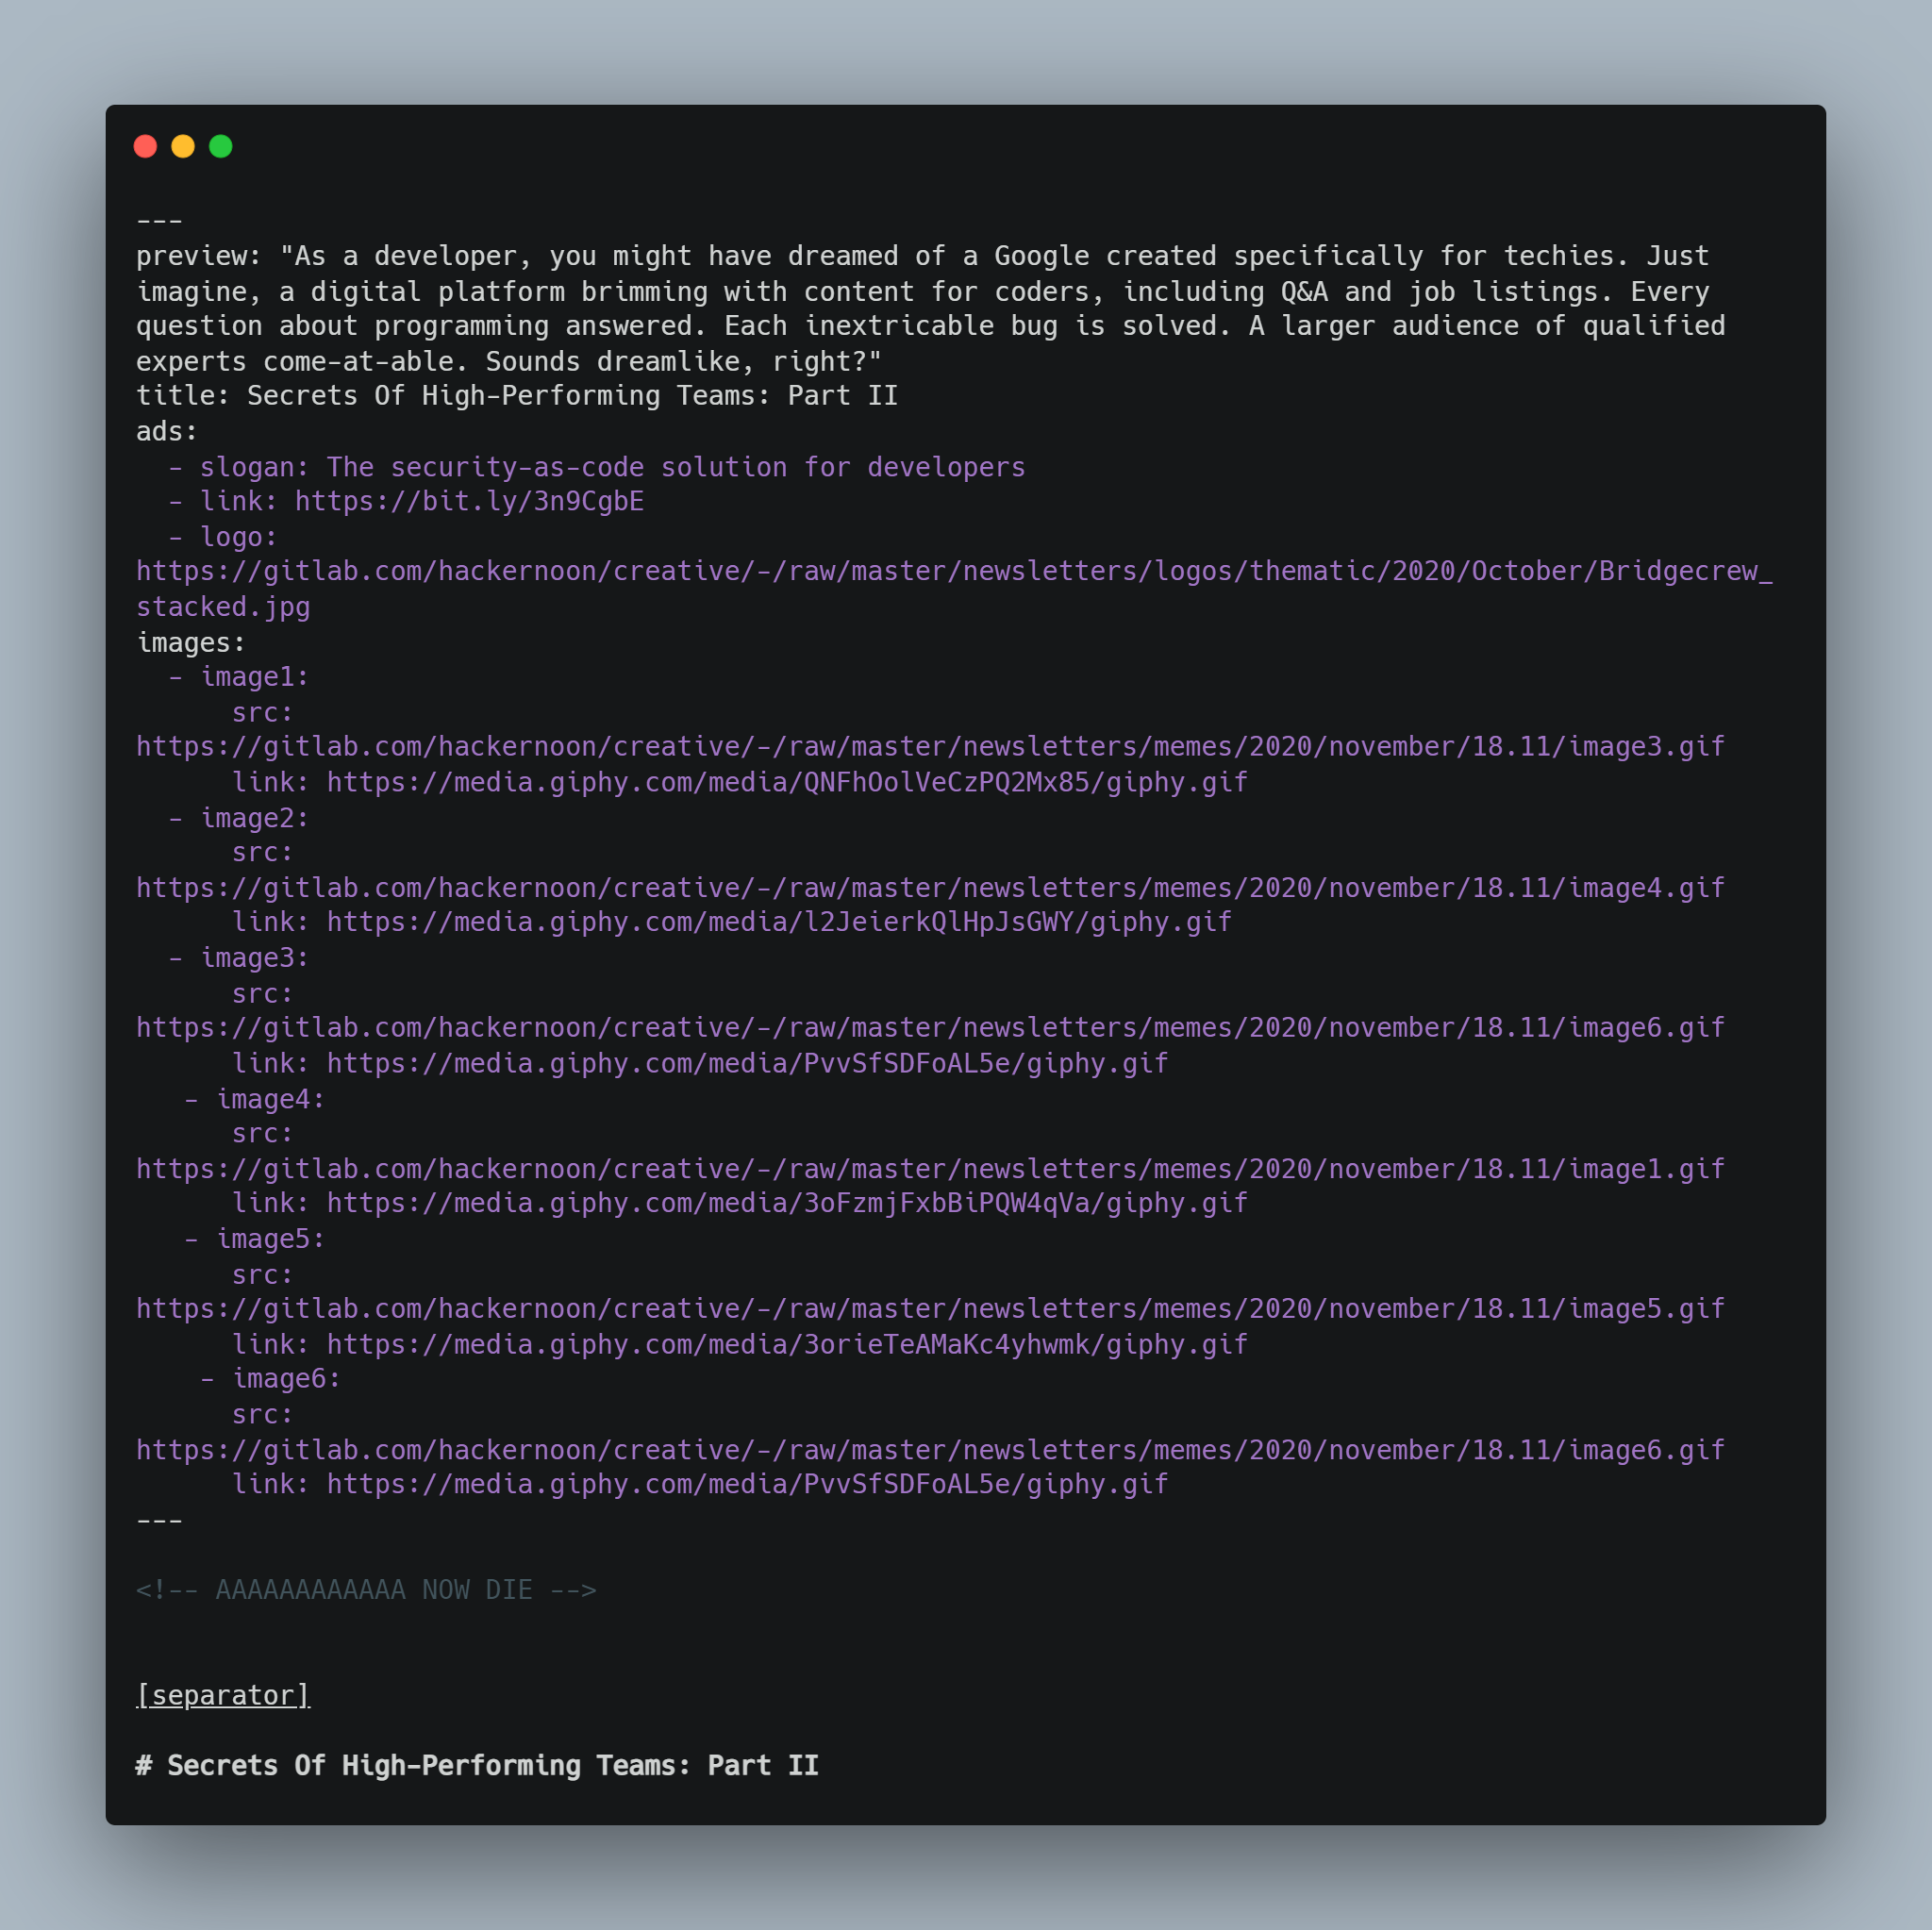 ---
preview: "As a developer, you might have dreamed of a Google created specifically for techies. Just
imagine, a digital platform brimming with content for coders, including Q&A and job listings. Every
question about programming answered. Each inextricable bug is solved. A larger audience of qualified
experts come-at-able. Sounds dreamlike, right?"
title: Secrets Of High-Performing Teams: Part II
ads:
  - slogan: The security-as-code solution for developers
  - link: https://bit.ly/3n9CgbE
  - logo:
https://gitlab.com/hackernoon/creative/-/raw/master/newsletters/logos/thematic/2020/October/Bridgecrew_
stacked.jpg
images:
  - image1:
      src:
https://gitlab.com/hackernoon/creative/-/raw/master/newsletters/memes/2020/november/18.11/image3.gif
      link: https://media.giphy.com/media/QNFhOolVeCzPQ2Mx85/giphy.gif
  - image2:
      src:
https://gitlab.com/hackernoon/creative/-/raw/master/newsletters/memes/2020/november/18.11/image4.gif
      link: https://media.giphy.com/media/l2JeierkQlHpJsGWY/giphy.gif
  - image3:
      src:
https://gitlab.com/hackernoon/creative/-/raw/master/newsletters/memes/2020/november/18.11/image6.gif
      link: https://media.giphy.com/media/PvvSfSDFoAL5e/giphy.gif
   - image4:
      src:
https://gitlab.com/hackernoon/creative/-/raw/master/newsletters/memes/2020/november/18.11/image1.gif
      link: https://media.giphy.com/media/3oFzmjFxbBiPQW4qVa/giphy.gif
   - image5:
      src:
https://gitlab.com/hackernoon/creative/-/raw/master/newsletters/memes/2020/november/18.11/image5.gif
      link: https://media.giphy.com/media/3orieTeAMaKc4yhwmk/giphy.gif
    - image6:
      src:
https://gitlab.com/hackernoon/creative/-/raw/master/newsletters/memes/2020/november/18.11/image6.gif
      link: https://media.giphy.com/media/PvvSfSDFoAL5e/giphy.gif
---
<!-- AAAAAAAAAAAA NOW DIE -->
[separator]
# Secrets Of High-Performing Teams: Part II